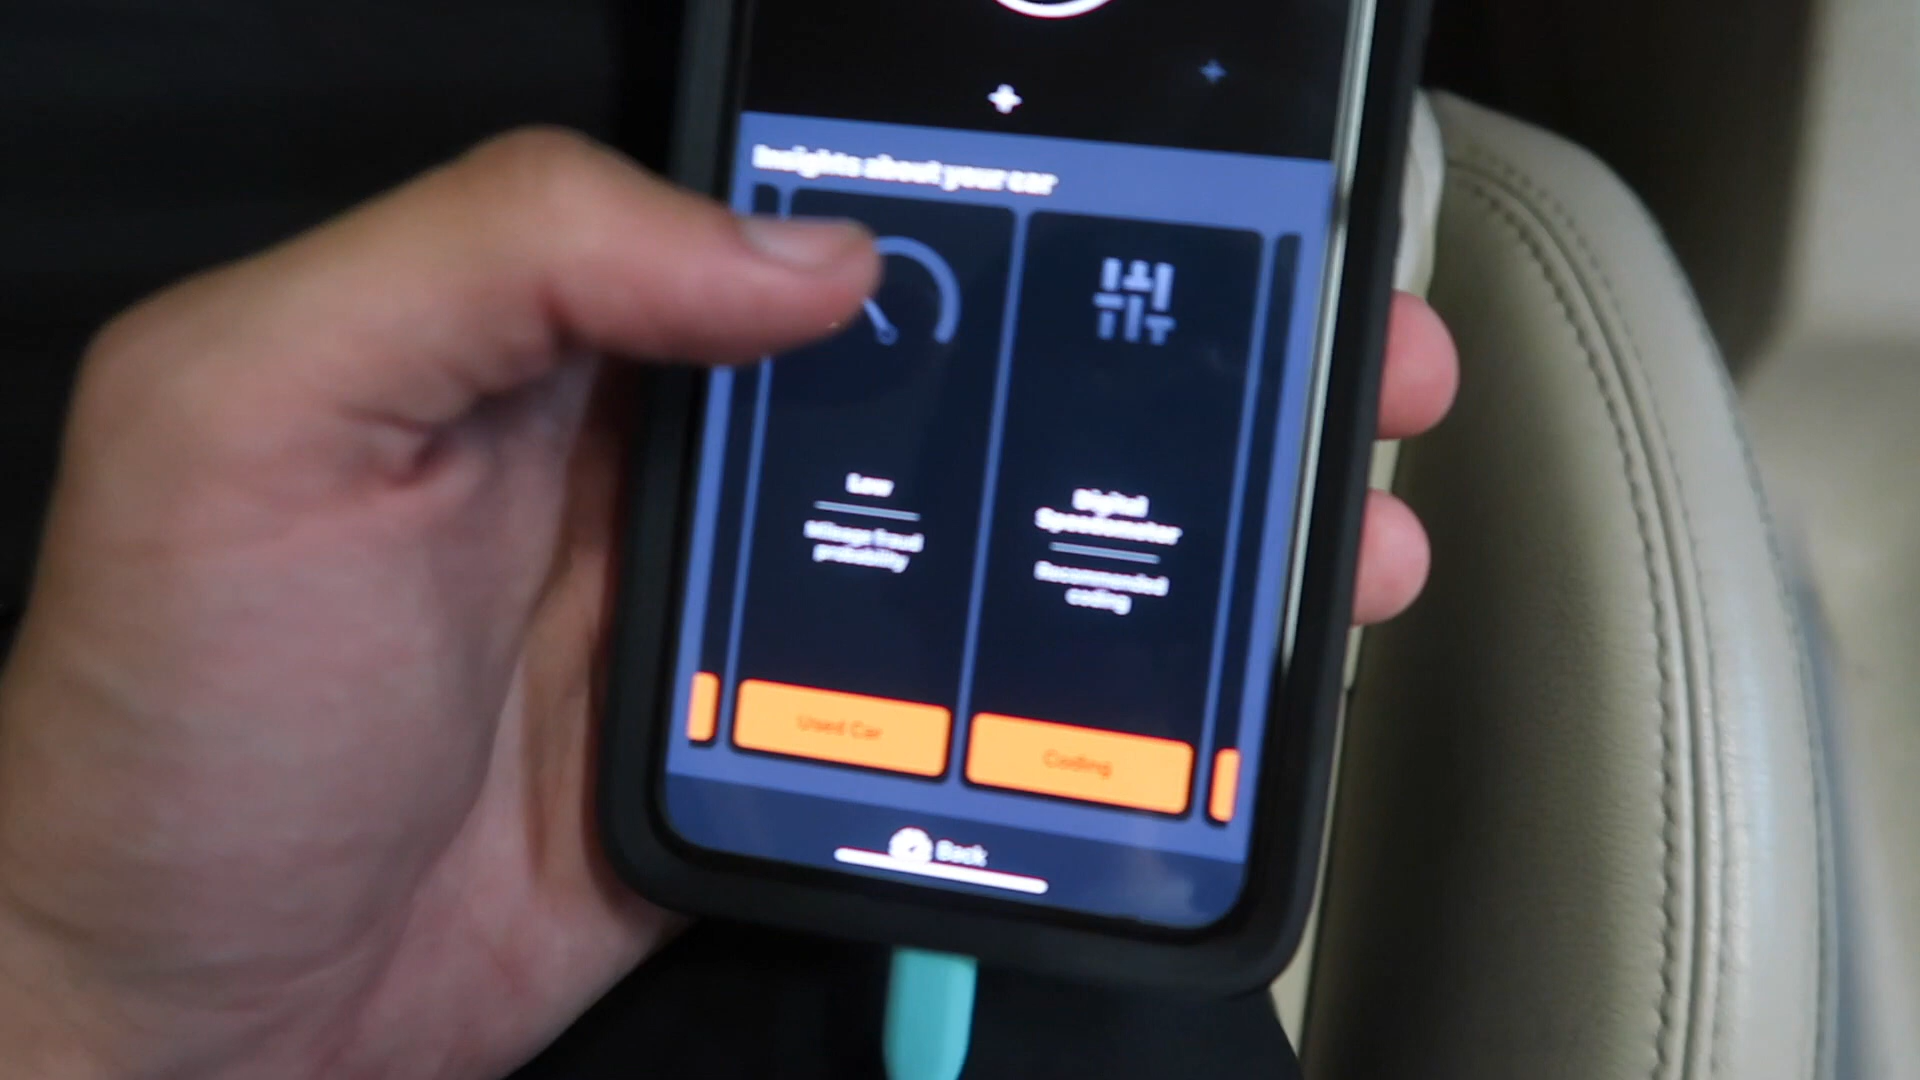 Insights about your car
Low
Mileage fraud
probability
Used Car
Digital
Speedometer
Recommended
coding
Coding
Back